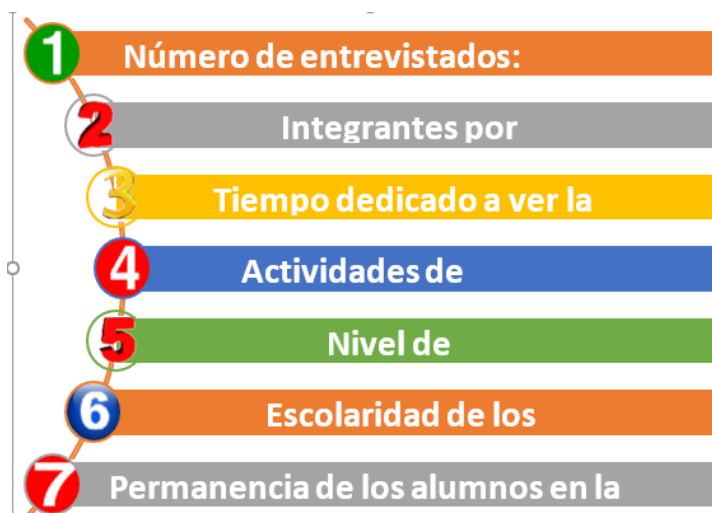 1 Número de entrevistados:
2 Integrantes por
3 Tiempo dedicado a ver la
4 Actividades de
5 Nivel de
6 Escolaridad de los
7 Permanencia de los alumnos en la